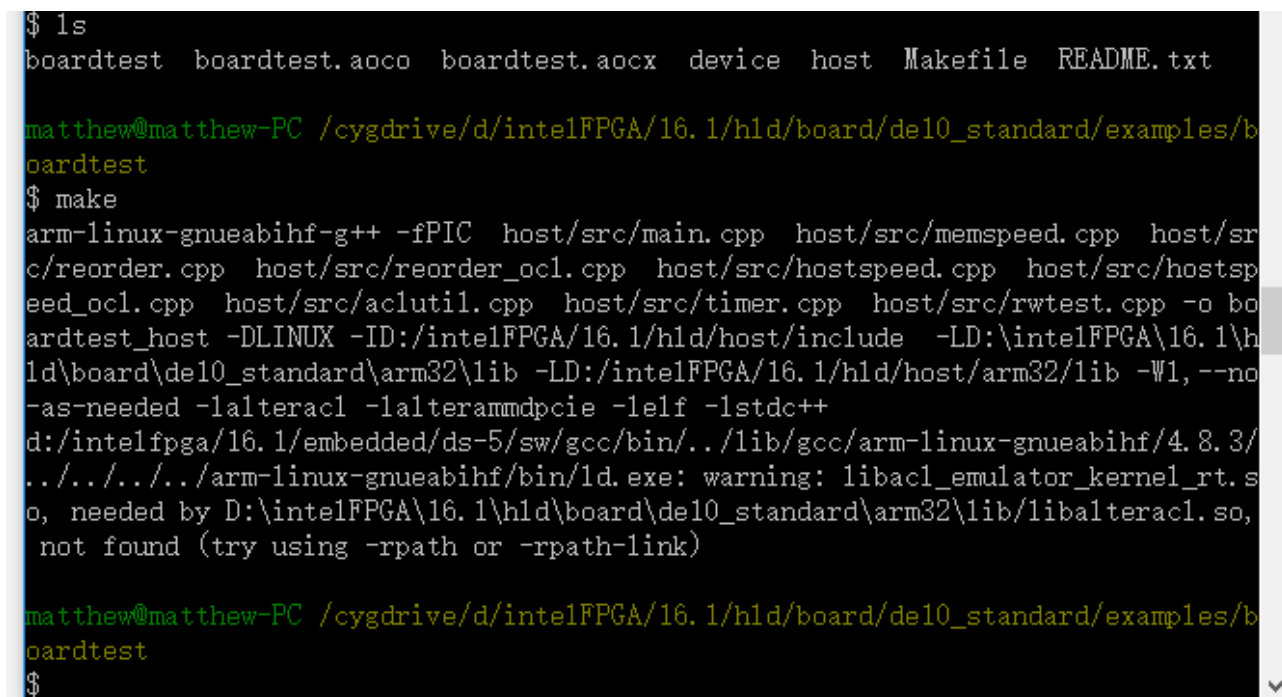 $ ls
boardtest  boardtest.aoco  boardtest.aocx  device  host  Makefile  README.txt
matthew@matthew-PC /cygdrive/d/intelFPGA/16.1/hld/board/de10_standard/examples/b
oardtest
$ make
arm-linux-gnueabihf-g++ -fPIC  host/src/main.cpp  host/src/memspeed.cpp  host/sr
c/reorder.cpp  host/src/reorder_ocl.cpp  host/src/hostspeed.cpp  host/src/hostsp
eed_ocl.cpp  host/src/aclutil.cpp  host/src/timer.cpp  host/src/rwtest.cpp -o bo
ardtest_host -DLINUX -ID:/intelFPGA/16.1/hld/host/include  -LD:\intelFPGA\16.1\h
ld\board\de10_standard\arm32\lib -LD:/intelFPGA/16.1/hld/host/arm32/lib -Wl,--no
-as-needed -lalteracl -lalterammdpcie -lelf -lstdc++
d:/intelfpga/16.1/embedded/ds-5/sw/gcc/bin/../lib/gcc/arm-linux-gnueabihf/4.8.3/
../../../../arm-linux-gnueabihf/bin/ld.exe: warning: libacl_emulator_kernel_rt.s
o, needed by D:\intelFPGA\16.1\hld\board\de10_standard\arm32\lib/libalteracl.so,
 not found (try using -rpath or -rpath-link)
matthew@matthew-PC /cygdrive/d/intelFPGA/16.1/hld/board/de10_standard/examples/b
oardtest
$